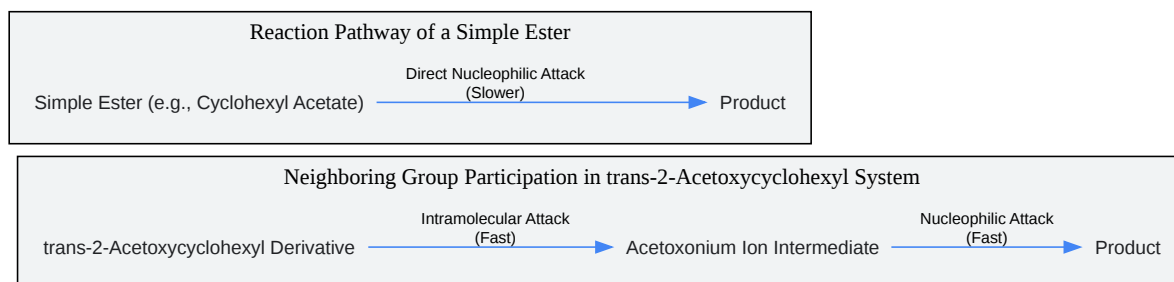 Reaction Pathway of a Simple Ester
Direct Nucleophilic Attack
(Slower)
Simple Ester (e.g., Cyclohexyl Acetate)
Product
Neighboring Group Participation in trans-2-Acetoxycyclohexyl System
Intramolecular Attack
(Fast)
Nucleophilic Attack
(Fast)
trans-2-Acetoxycyclohexyl Derivative
Acetoxonium Ion Intermediate
Product